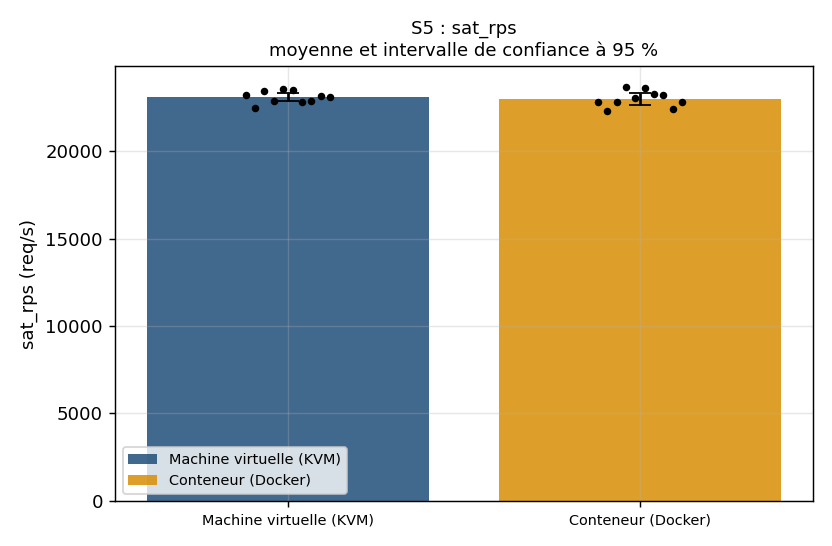 S5 : sat_rps
moyenne et intervalle de confiance à 95 %
sat_rps (req/s)
20000
15000
10000
5000
0
Machine virtuelle (KVM)
Conteneur (Docker)
Machine virtuelle (KVM)
Conteneur (Docker)